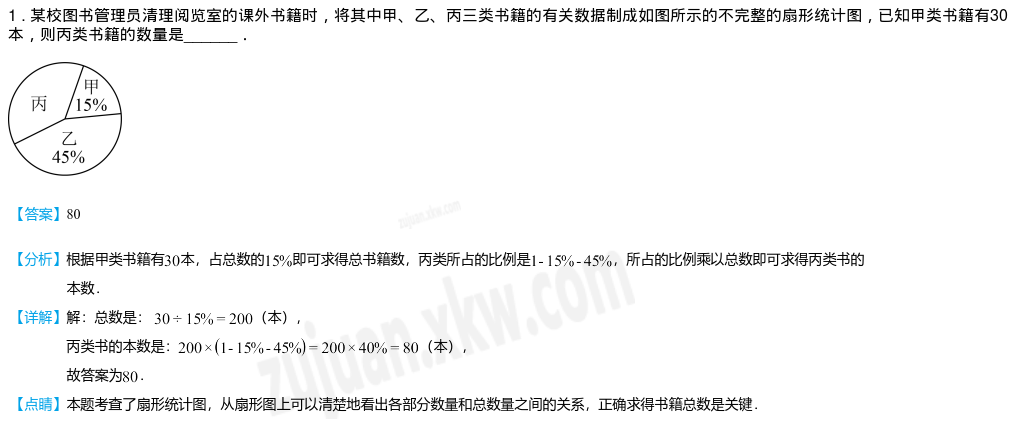 1．某校图书管理员清理阅览室的课外书籍时，将其中甲、乙、丙三类书籍的有关数据制成如图所示的不完整的扇形统计图，已知甲类书籍有30
本，则丙类书籍的数量是_______．
甲
丙
15%
乙
45%
【答案】80
zujuan.xkw.com
【分析】根据甲类书籍有30本，占总数的15%即可求得总书籍数，丙类所占的比例是1- 15% - 45%，所占的比例乘以总数即可求得丙类书的
本数．
【详解】解：总数是： 30 ÷ 15% = 200（本），
丙类书的本数是：200 × (1- 15% - 45%) = 200 × 40% = 80（本），
故答案为80．
zujuan.xkw.com
【点睛】本题考查了扇形统计图，从扇形图上可以清楚地看出各部分数量和总数量之间的关系，正确求得书籍总数是关键．